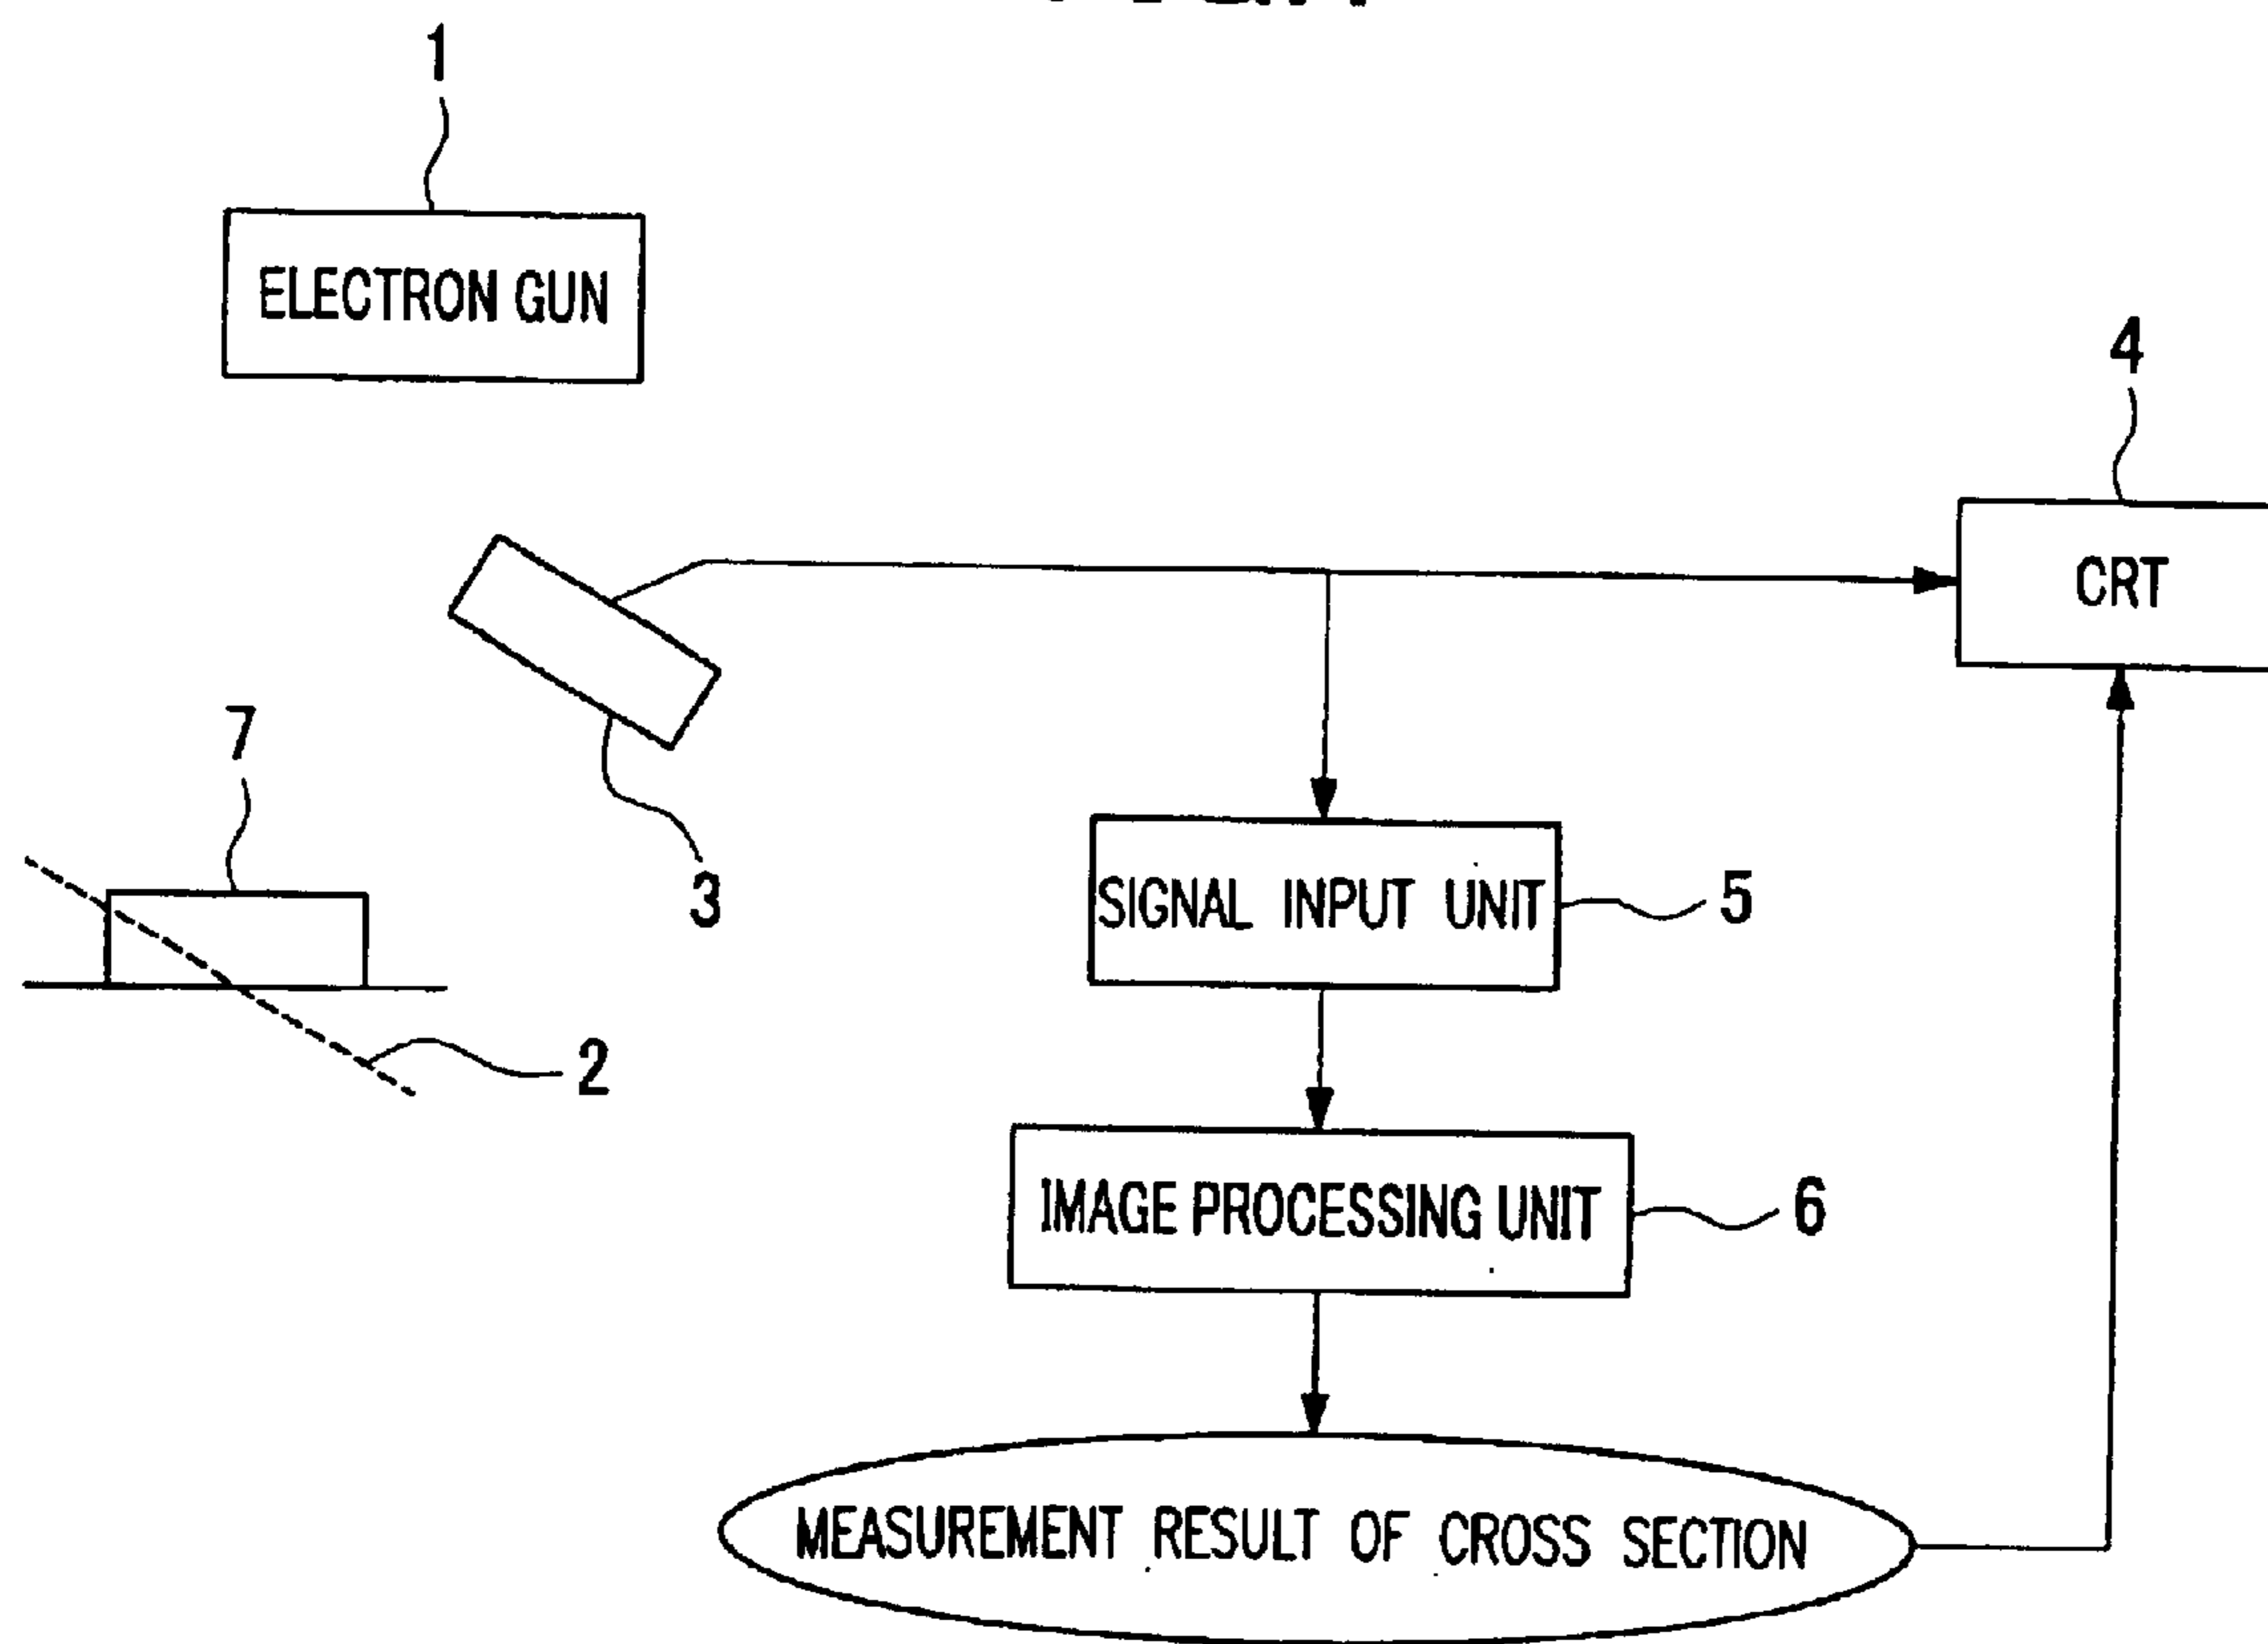 1
ELECTRON GUN
4
CRT
7
3
SIGNAL INPUT UNIT
5
2
IMAGE PROCESSING UNIT
6
MEASUREMENT RESULT OF CROSS SECTION